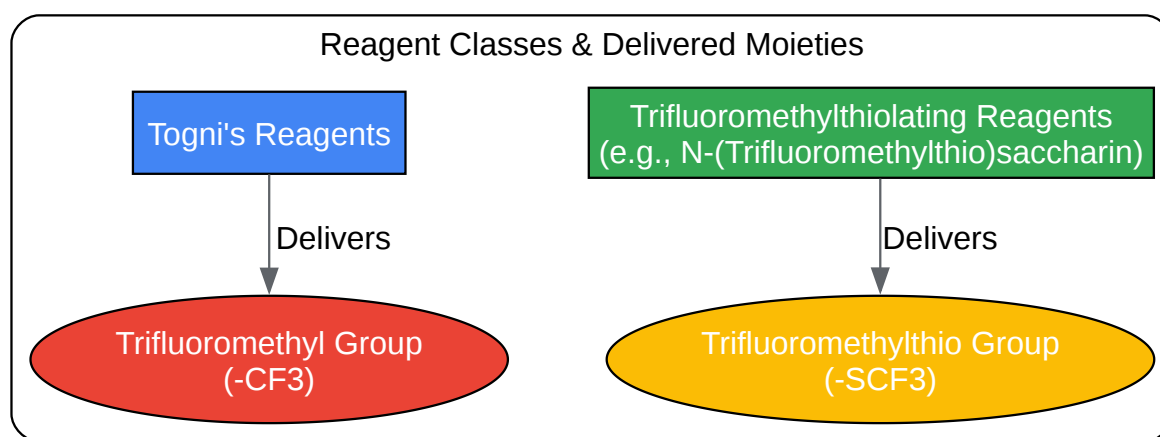 Reagent Classes & Delivered Moieties
Togni's Reagents
Trifluoromethylthiolating Reagents
(e.g., N-(Trifluoromethylthio)saccharin)
Delivers
Delivers
Trifluoromethyl Group
(-CF3)
Trifluoromethylthio Group
(-SCF3)